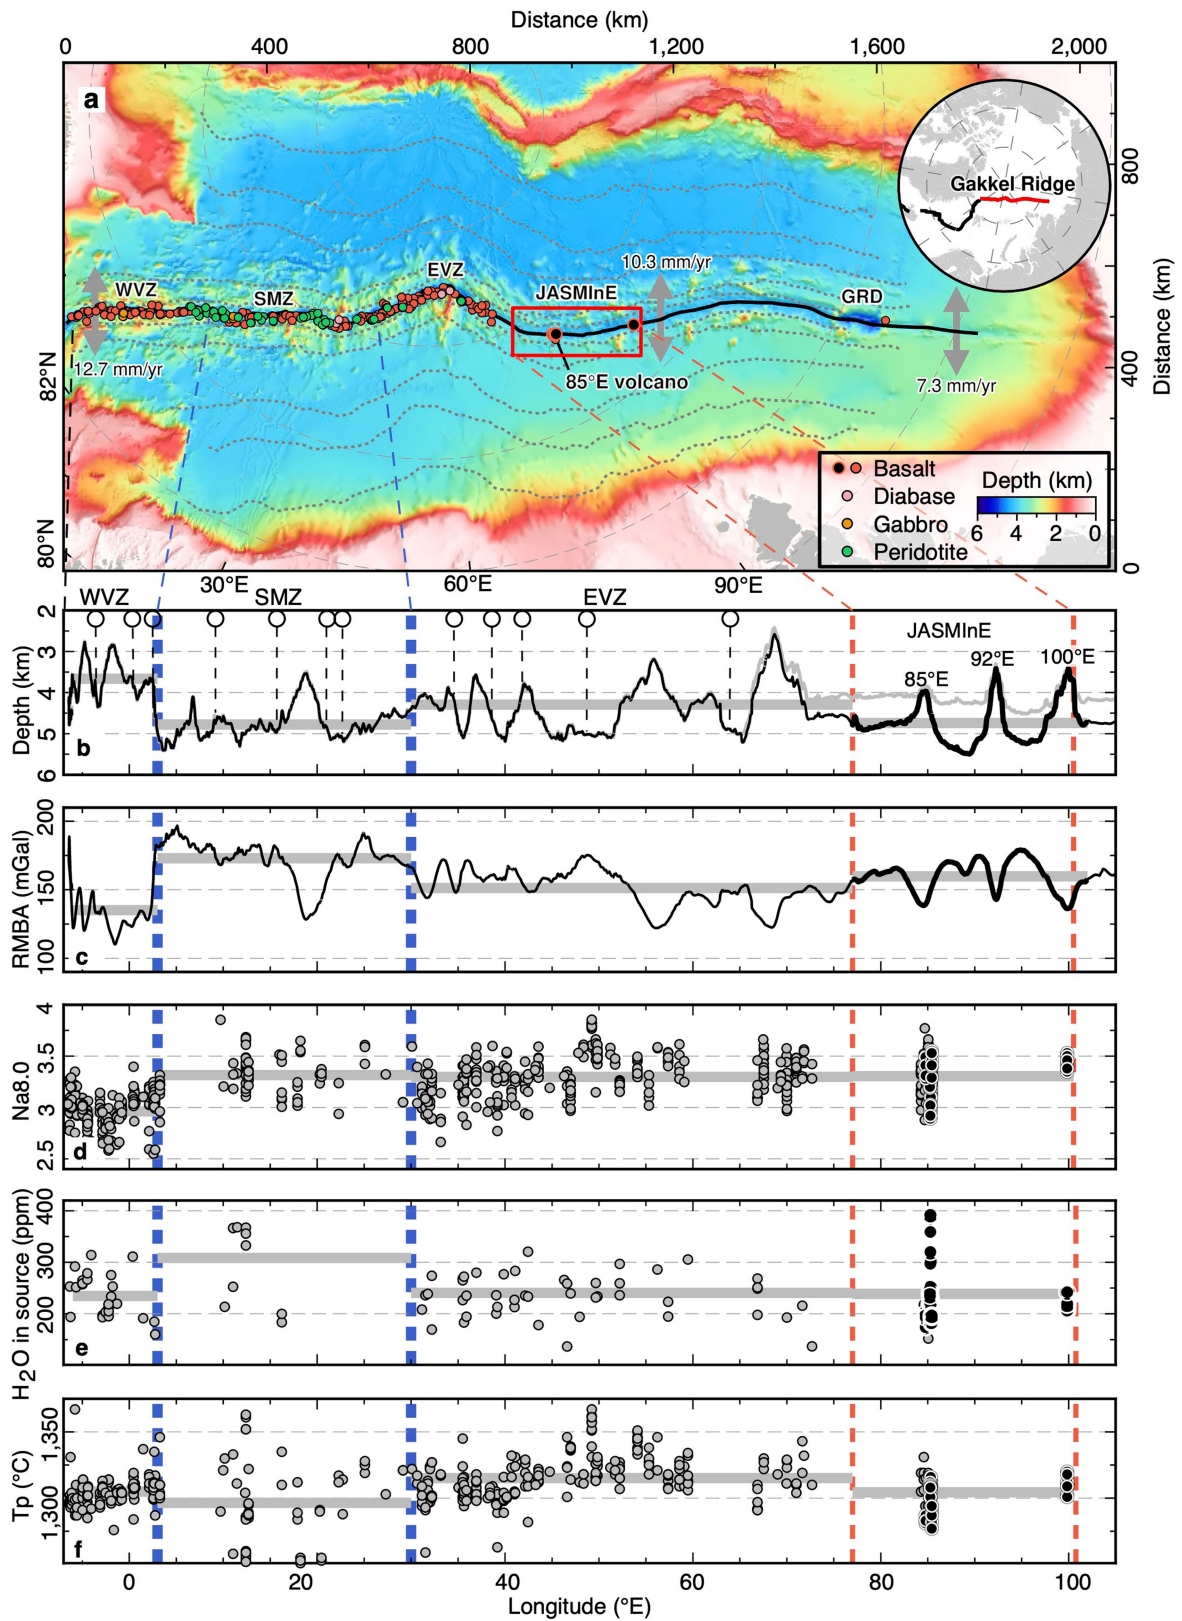 Distance (km)
0 400 800 1,200 1,600 2,000
a
Gakkel Ridge
800
10.3 mm/yr
EVZ
WVZ
SMZ
JASMInE
GRD
Distance (km)
82°N
12.7 mm/yr
85°E volcano
7.3 mm/yr
400
Basalt
Diabase
Gabbro
Peridotite
Depth (km)
6 4 2 0
80°N
0
30°E 60°E 90°E
WVZ SMZ EVZ
Depth (km)
2
3
4
5
6
JASMInE
85°E
92°E
100°E
b
RMBA (mGal)
200
150
100
c
Na8.0
4
3.5
3
2.5
d
H2O in source (ppm)
400
300
200
e
Tp (°C)
1,350
1,300
f
0 20 40 60 80 100
Longitude (°E)